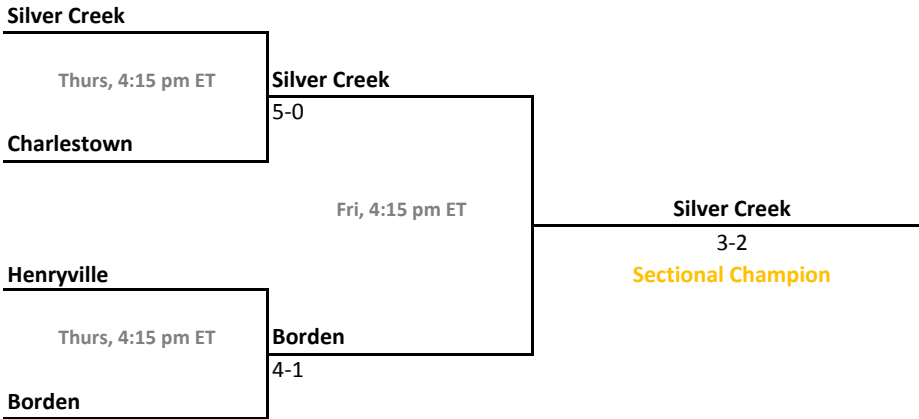 Silver Creek
Thurs, 4:15 pm ET
Silver Creek
5-0
Charlestown
Fri, 4:15 pm ET
Silver Creek
3-2
Sectional Champion
Henryville
Thurs, 4:15 pm ET
Borden
4-1
Borden